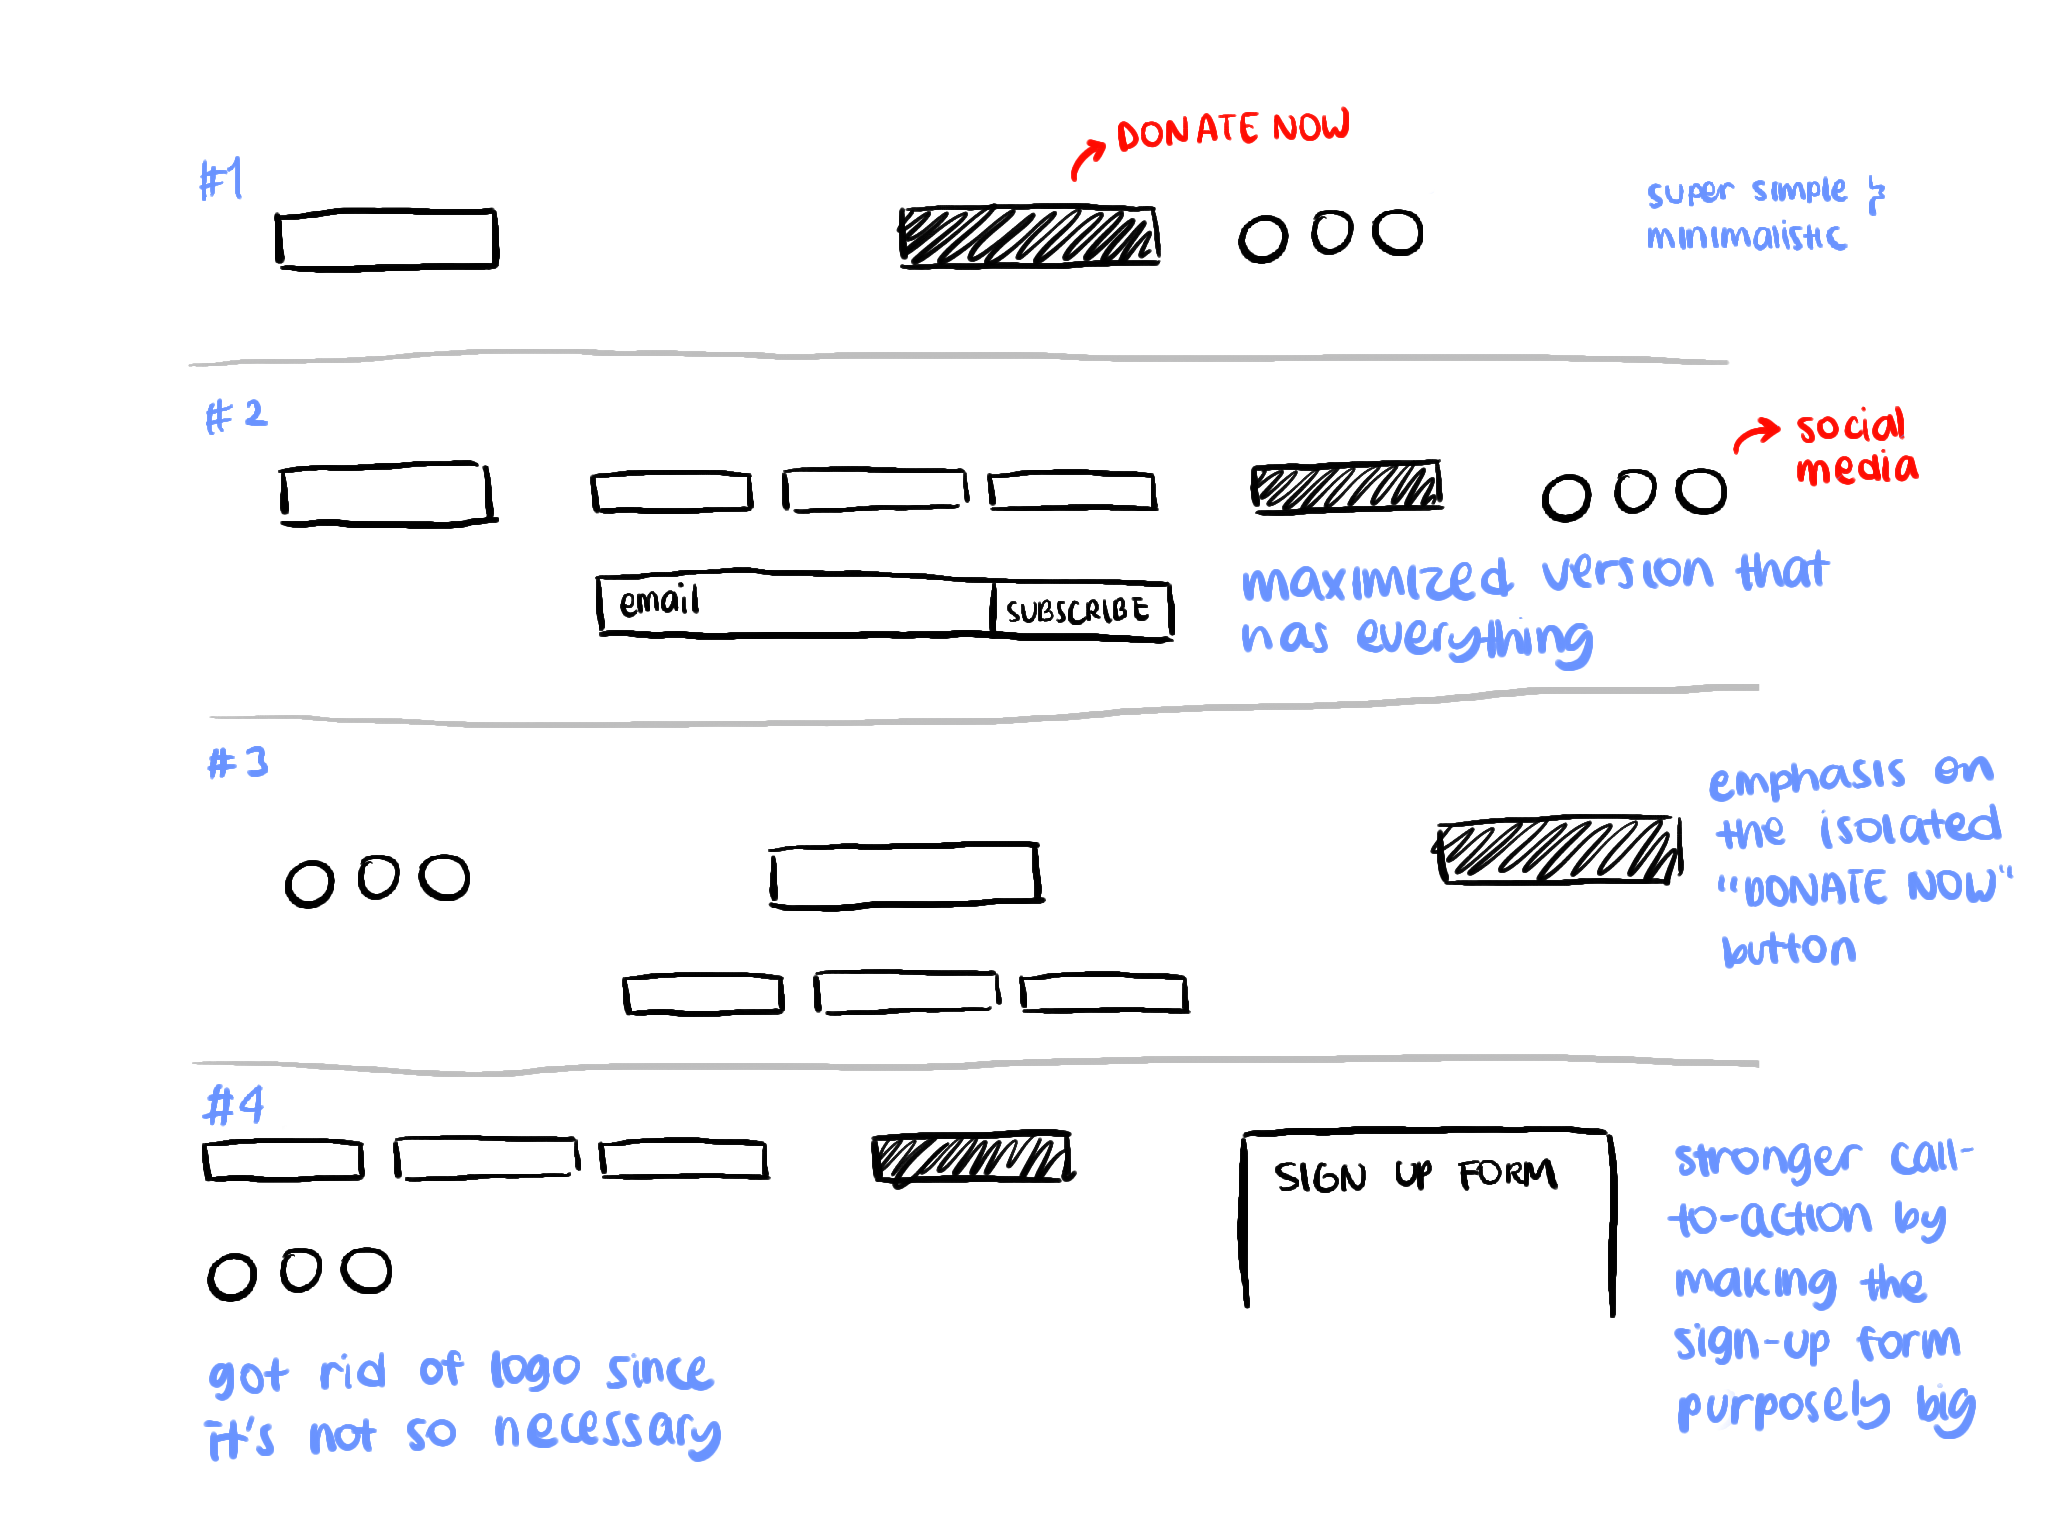 #1
DONATE NOW
super simple &
minimalistic
#2
social
media
email
SUBSCRIBE
maximized version that
has everything
#3
emphasis on
the isolated
"DONATE NOW"
button
#4
SIGN UP FORM
stronger call-
to-action by
making the
sign-up form
purposely big
got rid of logo since
it's not so necessary